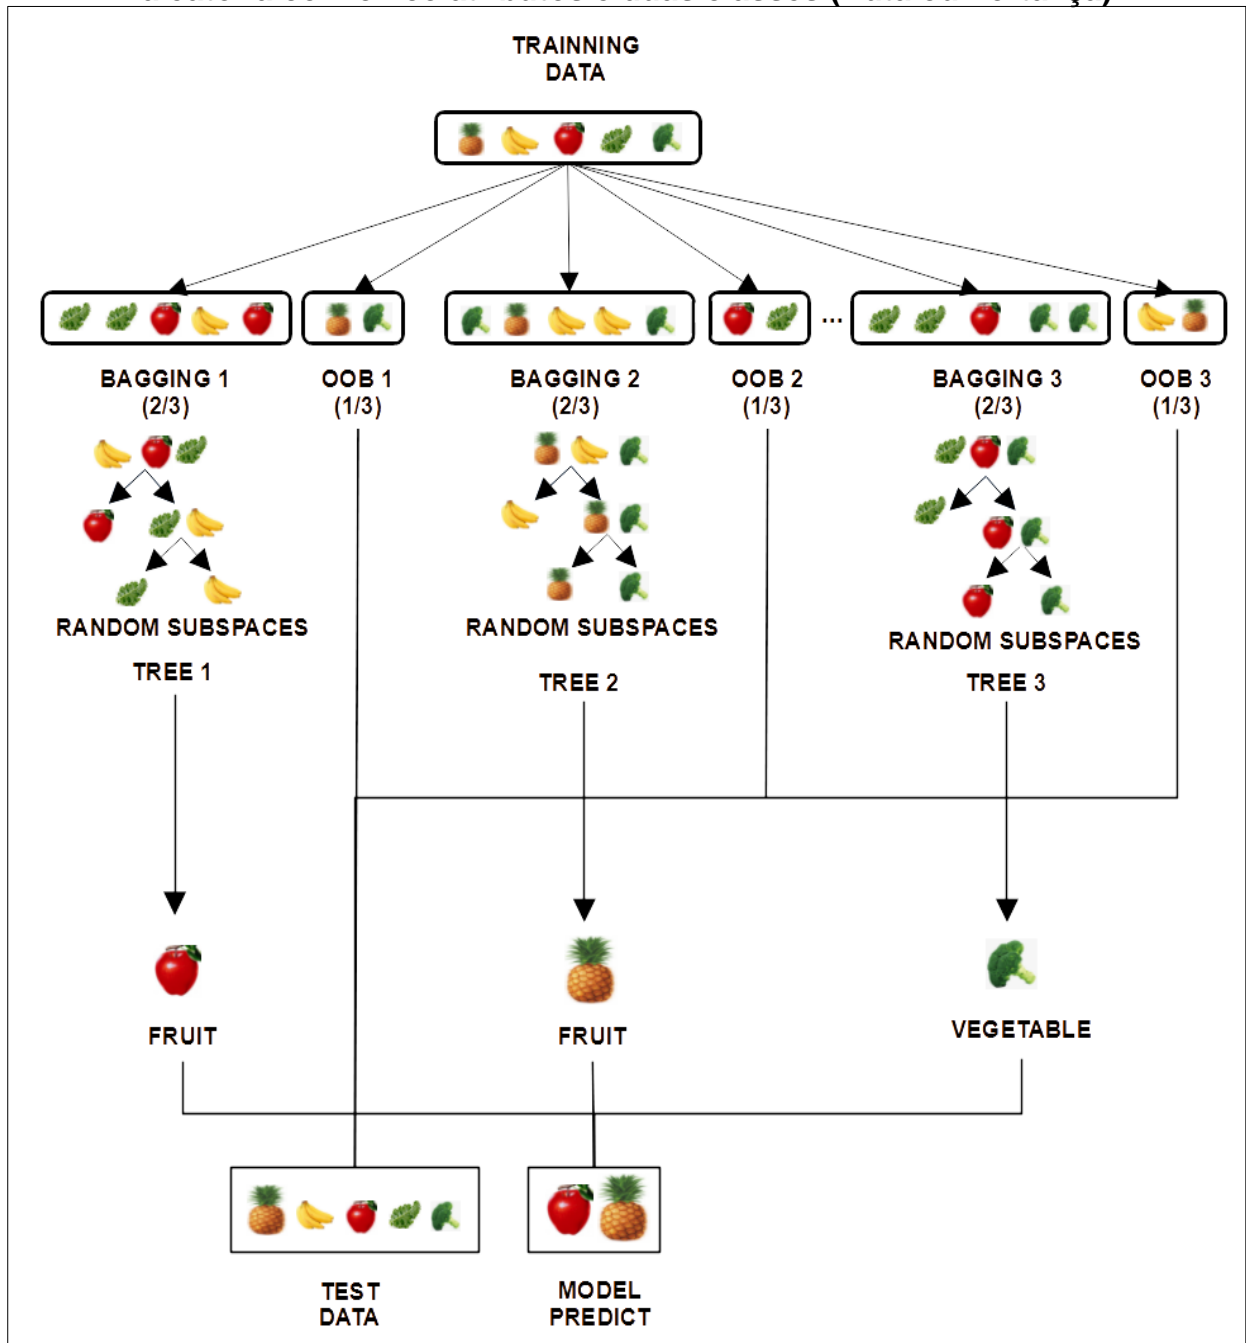 TRAINNING
DATA
...
BAGGING 1
(2/3)
OOB 1
(1/3)
BAGGING 2
(2/3)
OOB 2
(1/3)
BAGGING 3
(2/3)
OOB 3
(1/3)
RANDOM SUBSPACES
TREE 1
RANDOM SUBSPACES
TREE 2
RANDOM SUBSPACES
TREE 3
FRUIT
FRUIT
VEGETABLE
TEST
DATA
MODEL
PREDICT